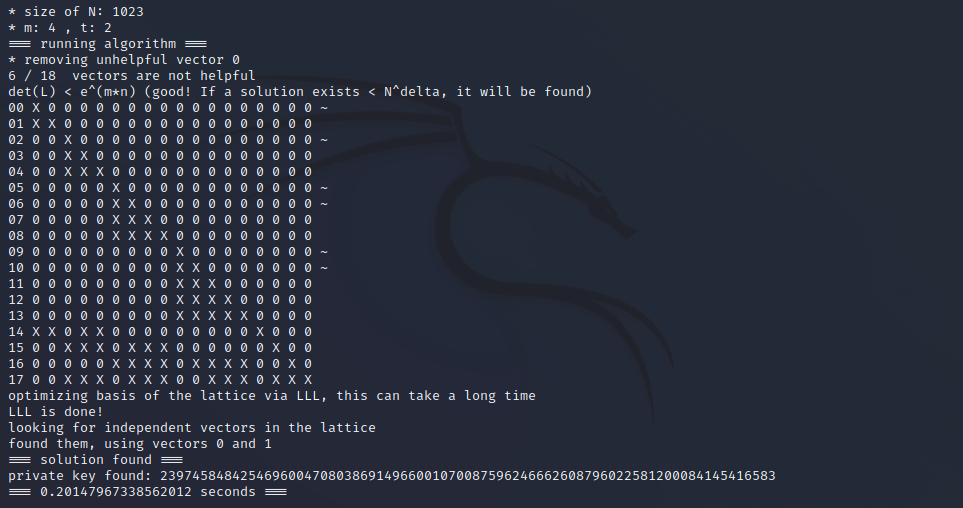 * size of N: 1023
* m: 4 , t: 2
=== running algorithm ===
* removing unhelpful vector 0
6 / 18  vectors are not helpful
det(L) < e^(m*n) (good! If a solution exists < N^delta, it will be found)
00 X 0 0 0 0 0 0 0 0 0 0 0 0 0 0 0 0 0 ~
01 X X 0 0 0 0 0 0 0 0 0 0 0 0 0 0 0 0
02 0 0 X 0 0 0 0 0 0 0 0 0 0 0 0 0 0 0 ~
03 0 0 X X 0 0 0 0 0 0 0 0 0 0 0 0 0 0
04 0 0 X X X 0 0 0 0 0 0 0 0 0 0 0 0 0
05 0 0 0 0 0 X 0 0 0 0 0 0 0 0 0 0 0 0 ~
06 0 0 0 0 0 X X 0 0 0 0 0 0 0 0 0 0 0 ~
07 0 0 0 0 0 X X X 0 0 0 0 0 0 0 0 0 0
08 0 0 0 0 0 X X X X 0 0 0 0 0 0 0 0 0
09 0 0 0 0 0 0 0 0 0 X 0 0 0 0 0 0 0 0 ~
10 0 0 0 0 0 0 0 0 0 X X 0 0 0 0 0 0 0 ~
11 0 0 0 0 0 0 0 0 0 X X X 0 0 0 0 0 0
12 0 0 0 0 0 0 0 0 0 X X X X 0 0 0 0 0
13 0 0 0 0 0 0 0 0 0 X X X X X 0 0 0 0
14 X X 0 X X 0 0 0 0 0 0 0 0 0 X 0 0 0
15 0 0 X X X 0 X X X 0 0 0 0 0 0 X 0 0
16 0 0 0 0 0 X X X X 0 X X X X 0 0 X 0
17 0 0 X X X 0 X X X 0 0 X X X 0 X X X
optimizing basis of the lattice via LLL, this can take a long time
LLL is done!
looking for independent vectors in the lattice
found them, using vectors 0 and 1
=== solution found ===
private key found: 23974584842546960047080386914966001070087596246662608796022581200084145416583
=== 0.20147967338562012 seconds ===